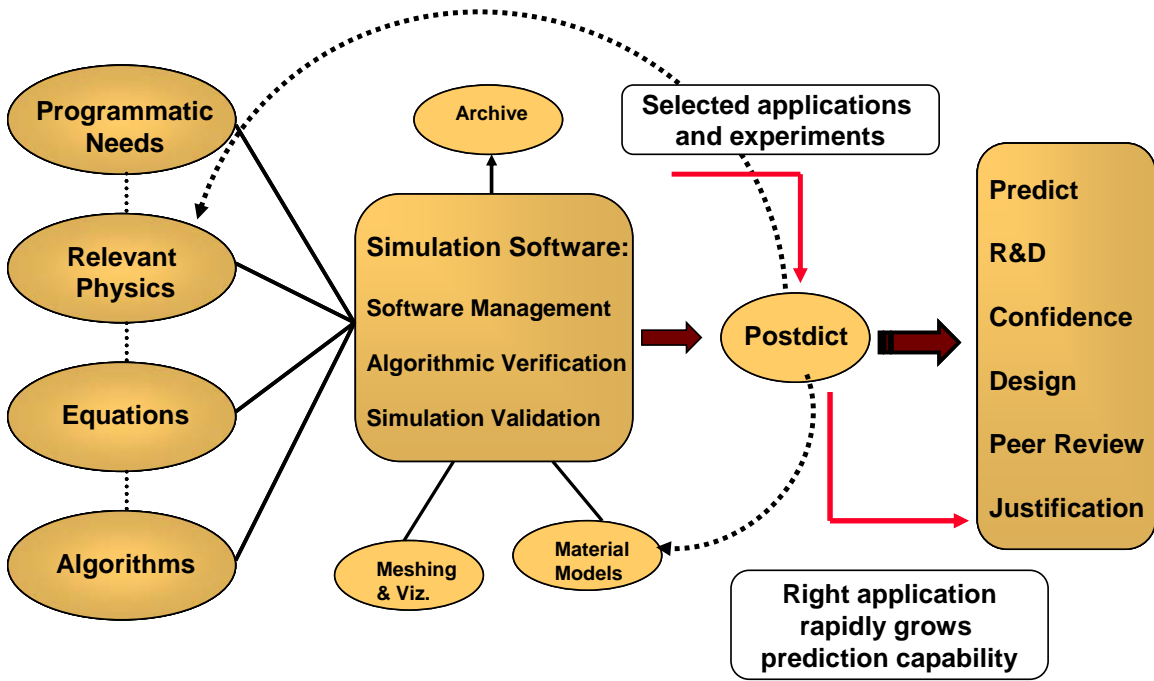 Programmatic
Needs
Relevant
Physics
Equations
Algorithms
Archive
Simulation Software:
Software Management
Algorithmic Verification
Simulation Validation
Meshing
& Viz.
Material
Models
Selected applications
and experiments
Postdict
Predict
R&D
Confidence
Design
Peer Review
Justification
Right application
rapidly grows
prediction capability